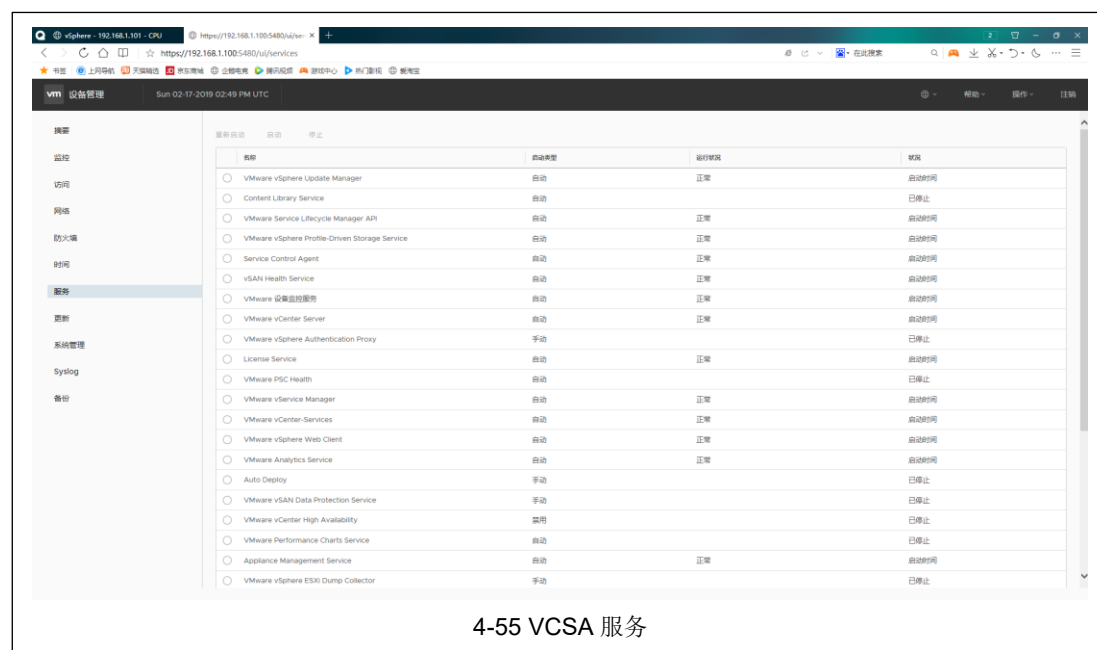 vSphere - 192.168.1.101 - CPU https://192.168.1.100:5480/ui/ser × + 2
https://192.168.1.100:5480/ui/services 在此搜索
书签 上网导航 天猫精选 京东商城 企鹅电竞 腾讯视频 游戏中心 热门影视 爱淘宝
vm 设备管理 Sun 02-17-2019 02:49 PM UTC 帮助 操作 注销
摘要
监控
访问
网络
防火墙
时间
服务
更新
系统管理
Syslog
备份
重新启动 启动 停止
名称 启动类型 运行状况 状况
VMware vSphere Update Manager 自动 正常 启动时间
Content Library Service 自动 已停止
VMware Service Lifecycle Manager API 自动 正常 启动时间
VMware vSphere Profile-Driven Storage Service 自动 正常 启动时间
Service Control Agent 自动 正常 启动时间
vSAN Health Service 自动 正常 启动时间
VMware 设备监控服务 自动 正常 启动时间
VMware vCenter Server 自动 正常 启动时间
VMware vSphere Authentication Proxy 手动 已停止
License Service 自动 正常 启动时间
VMware PSC Health 自动 已停止
VMware vService Manager 自动 正常 启动时间
VMware vCenter-Services 自动 正常 启动时间
VMware vSphere Web Client 自动 正常 启动时间
VMware Analytics Service 自动 正常 启动时间
Auto Deploy 手动 已停止
VMware vSAN Data Protection Service 手动 已停止
VMware vCenter High Availability 禁用 已停止
VMware Performance Charts Service 自动 已停止
Appliance Management Service 自动 正常 启动时间
VMware vSphere ESXi Dump Collector 手动 已停止
4-55 VCSA 服务